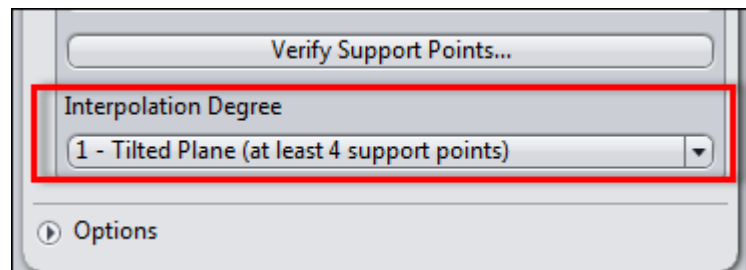 Verify Support Points...
Interpolation Degree
1 - Tilted Plane (at least 4 support points)
Options